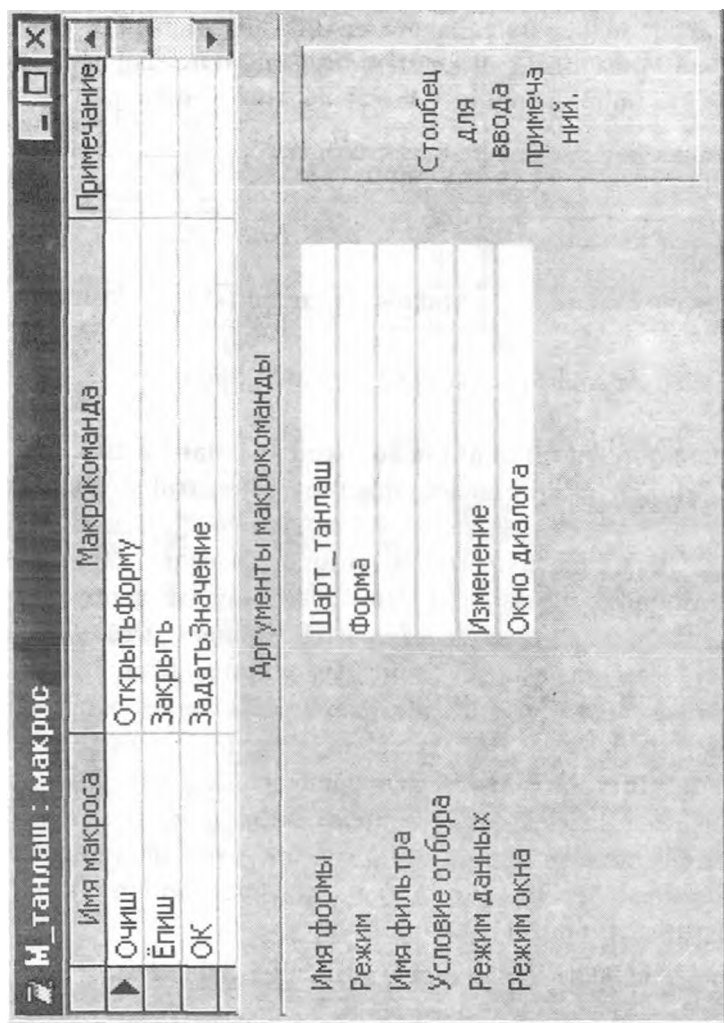 М_танлаш : макрос
Имя макроса Макрокоманда Примечание
Очиш ОткрытьФорму
Ёпиш Закрыть
ОК ЗадатьЗначение
Аргументы макрокоманды
Имя формы Шарт_танлаш
Режим Форма
Имя фильтра
Условие отбора
Режим данных Изменение
Режим окна Окно диалога
Столбец
для
ввода
примеча
ний.